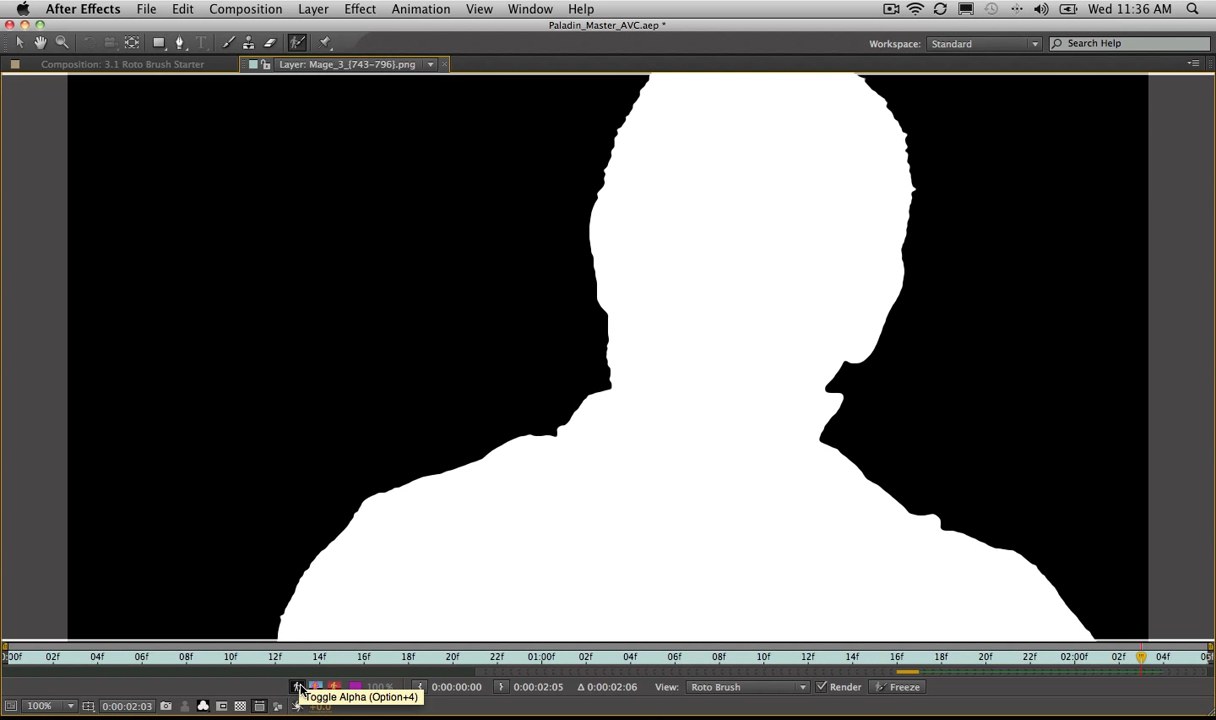 After Effects File Edit Composition Layer Effect Animation View Window Help Wed 11:36 AM
Paladin_Master_AVC.aep *
T Workspace: Standard Search Help
Composition: 3.1 Roto Brush Starter Layer: Mage_3_{743-796}.png
:00f 02f 04f 06f 08f 10f 12f 14f 16f 18f 20f 22f 01:00f 02f 04f 06f 08f 10f 12f 14f 16f 18f 20f 22f 02:00f 02f 04f
100 % 0:00:00:00 0:00:02:05 Δ 0:00:02:06 View: Roto Brush Render Freeze
Toggle Alpha (Option+4)
100% 0:00:02:03 +0.0